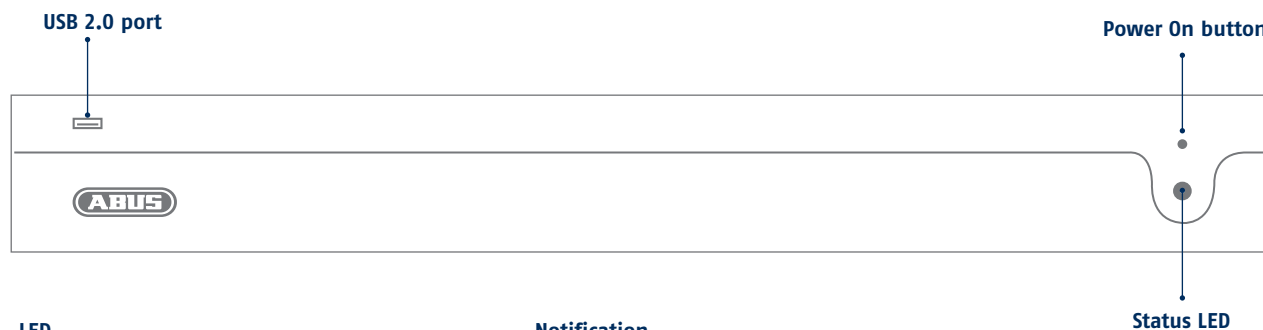 USB 2.0 port
Power On button
ABUS
Status LED
LED
Notification